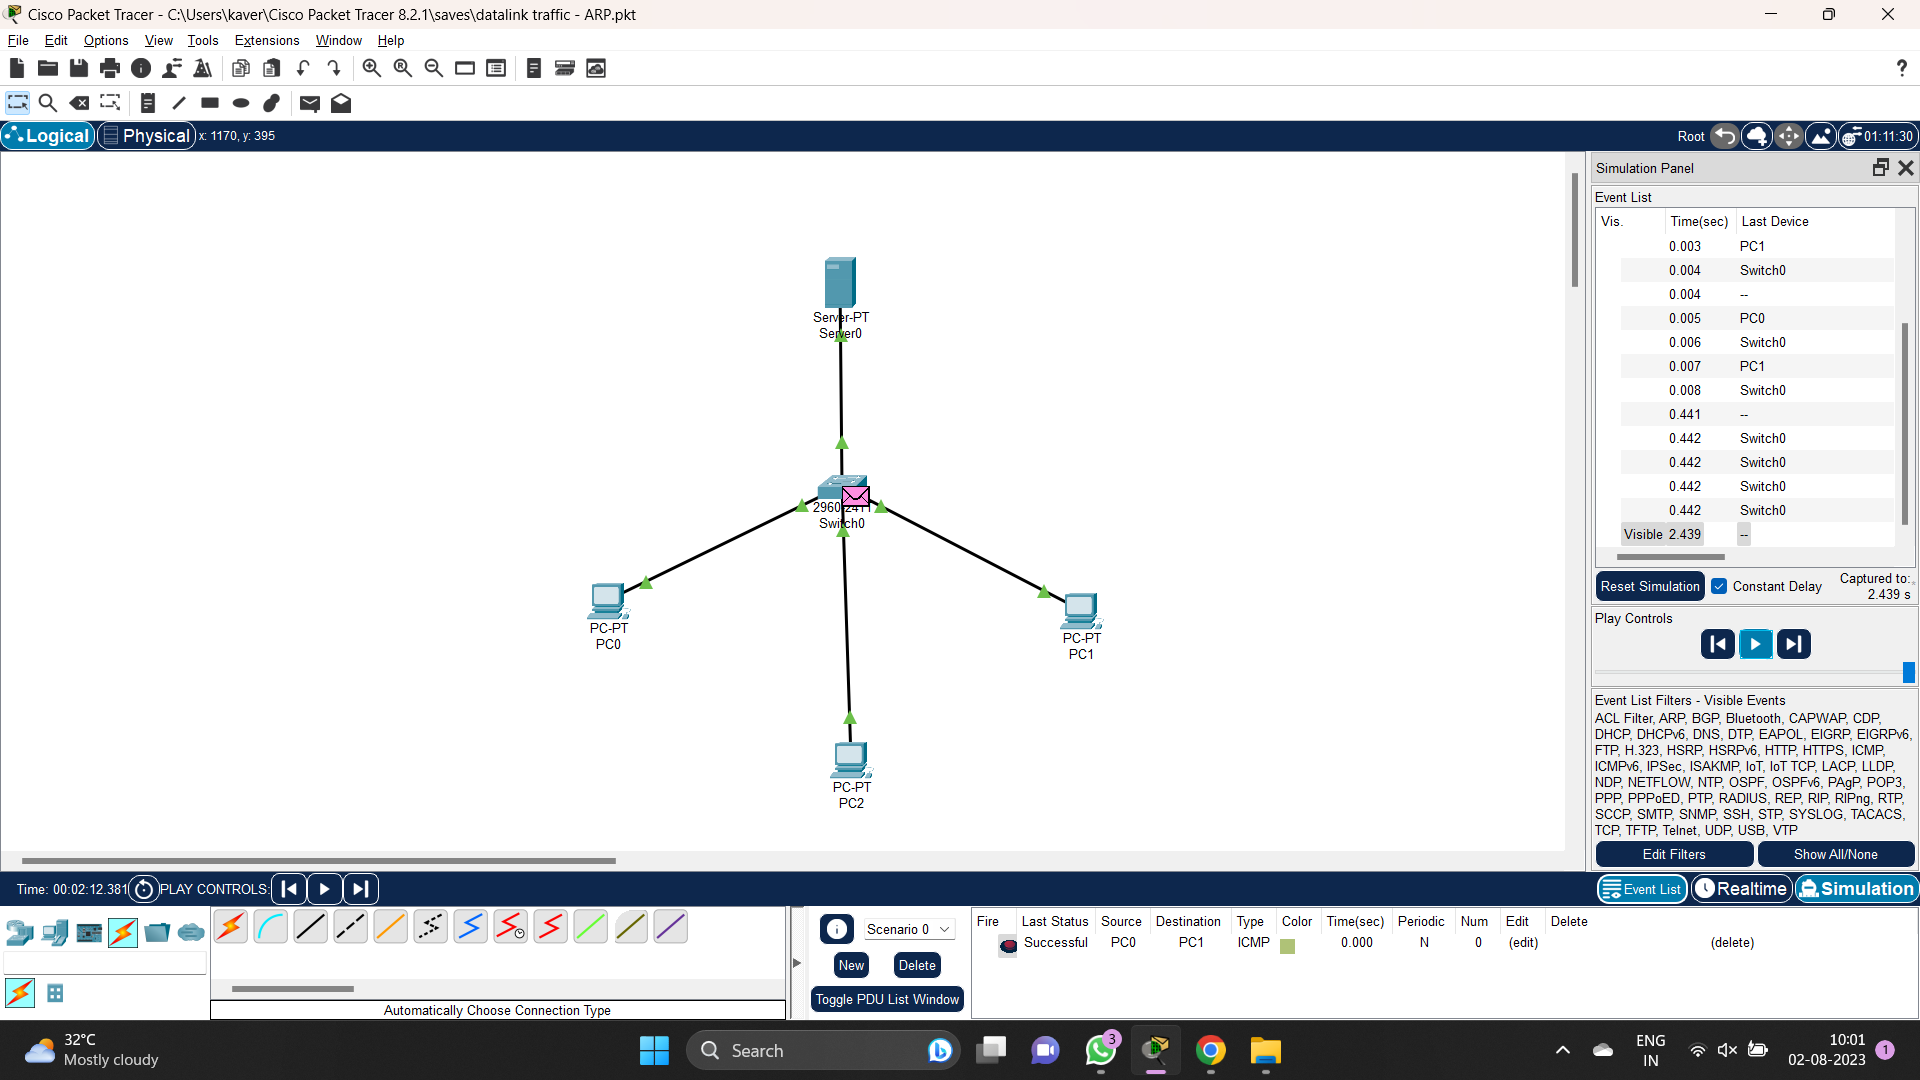 Cisco Packet Tracer - C:\Users\kaver\Cisco Packet Tracer 8.2.1\saves\datalink traffic - ARP.pkt
File Edit Options View Tools Extensions Window Help
?
Logical Physical x: 1170, y: 395
Root 01:11:30
Simulation Panel
Event List
Vis. Time(sec) Last Device
0.003 PC1
0.004 Switch0
0.004 --
0.005 PC0
0.006 Switch0
0.007 PC1
0.008 Switch0
0.441 --
0.442 Switch0
0.442 Switch0
0.442 Switch0
0.442 Switch0
Visible 2.439 --
Reset Simulation Constant Delay Captured to:
2.439 s
Play Controls
Event List Filters - Visible Events
ACL Filter, ARP, BGP, Bluetooth, CAPWAP, CDP,
DHCP, DHCPv6, DNS, DTP, EAPOL, EIGRP, EIGRPv6,
FTP, H.323, HSRP, HSRPv6, HTTP, HTTPS, ICMP,
ICMPv6, IPSec, ISAKMP, IoT, IoT TCP, LACP, LLDP,
NDP, NETFLOW, NTP, OSPF, OSPFv6, PAgP, POP3,
PPP, PPPoED, PTP, RADIUS, REP, RIP, RIPng, RTP,
SCCP, SMTP, SNMP, SSH, STP, SYSLOG, TACACS,
TCP, TFTP, Telnet, UDP, USB, VTP
Edit Filters Show All/None
Server-PT
Server0
Switch0
PC-PT
PC0
PC-PT
PC1
PC-PT
PC2
Time: 00:02:12.381 PLAY CONTROLS:
Event List Realtime Simulation
Automatically Choose Connection Type
Scenario 0
New Delete
Toggle PDU List Window
Fire Last Status Source Destination Type Color Time(sec) Periodic Num Edit Delete
Successful PC0 PC1 ICMP 0.000 N 0 (edit) (delete)
32°C
Mostly cloudy
Search
3
ENG
IN
10:01
02-08-2023
1